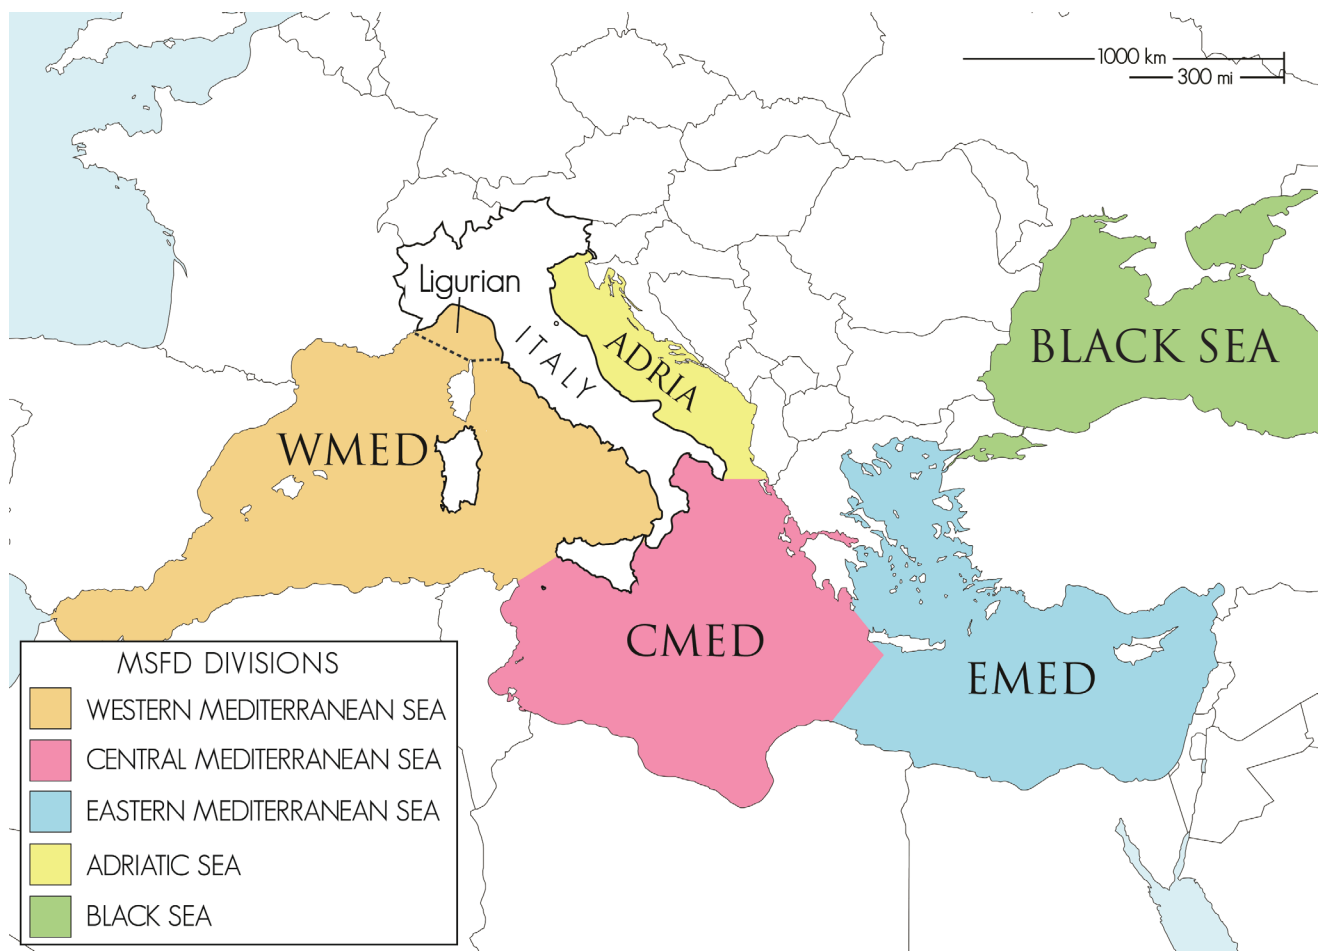 1000 km
300 mi
Ligurian
ITALY
ADRIA
BLACK SEA
WMED
CMED
EMED
MSFD DIVISIONS
WESTERN MEDITERRANEAN SEA
CENTRAL MEDITERRANEAN SEA
EASTERN MEDITERRANEAN SEA
ADRIATIC SEA
BLACK SEA